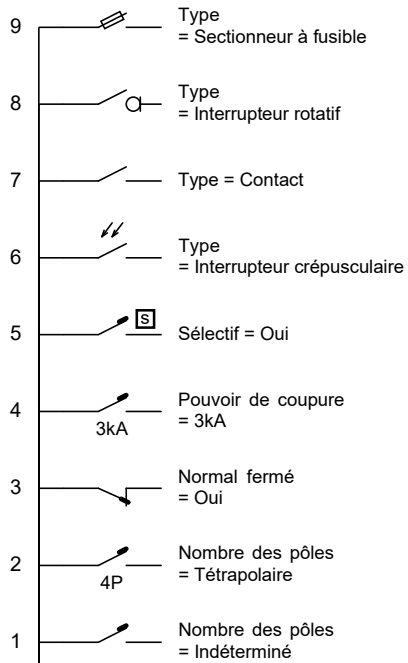 9 Type
= Sectionneur à fusible
8 Type
= Interrupteur rotatif
7 Type = Contact
6 Type
= Interrupteur crépusculaire
5 S Sélectif = Oui
4 Pouvoir de coupure
3kA = 3kA
3 Normal fermé
= Oui
2 Nombre des pôles
4P = Tétrapolaire
1 Nombre des pôles
= Indéterminé